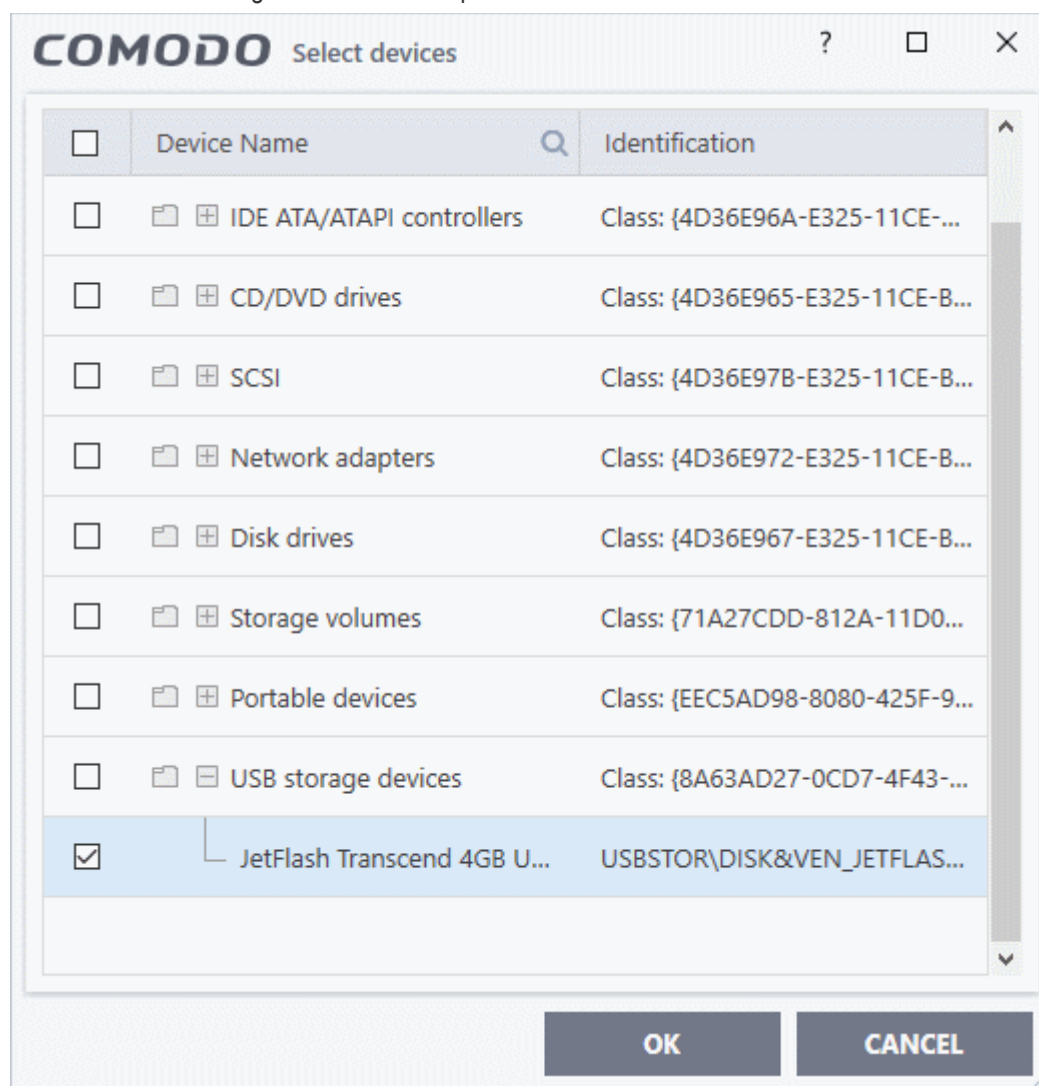 COMODO Select devices ?
Device Name Identification
IDE ATA/ATAPI controllers Class: {4D36E96A-E325-11CE-...
CD/DVD drives Class: {4D36E965-E325-11CE-B...
SCSI Class: {4D36E97B-E325-11CE-B...
Network adapters Class: {4D36E972-E325-11CE-B...
Disk drives Class: {4D36E967-E325-11CE-B...
Storage volumes Class: {71A27CDD-812A-11D0...
Portable devices Class: {EEC5AD98-8080-425F-9...
USB storage devices Class: {8A63AD27-0CD7-4F43-...
JetFlash Transcend 4GB U... USBSTOR\DISK&VEN_JETFLAS...
OK CANCEL